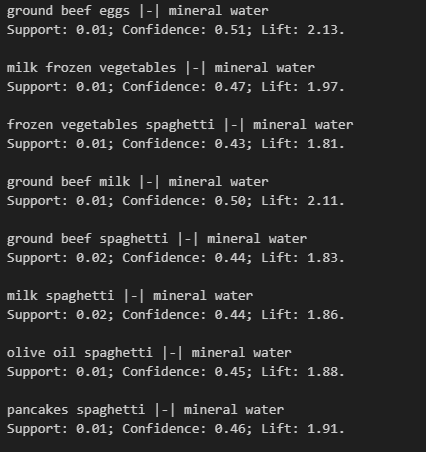 ground beef eggs |-| mineral water
Support: 0.01; Confidence: 0.51; Lift: 2.13.
milk frozen vegetables |-| mineral water
Support: 0.01; Confidence: 0.47; Lift: 1.97.
frozen vegetables spaghetti |-| mineral water
Support: 0.01; Confidence: 0.43; Lift: 1.81.
ground beef milk |-| mineral water
Support: 0.01; Confidence: 0.50; Lift: 2.11.
ground beef spaghetti |-| mineral water
Support: 0.02; Confidence: 0.44; Lift: 1.83.
milk spaghetti |-| mineral water
Support: 0.02; Confidence: 0.44; Lift: 1.86.
olive oil spaghetti |-| mineral water
Support: 0.01; Confidence: 0.45; Lift: 1.88.
pancakes spaghetti |-| mineral water
Support: 0.01; Confidence: 0.46; Lift: 1.91.